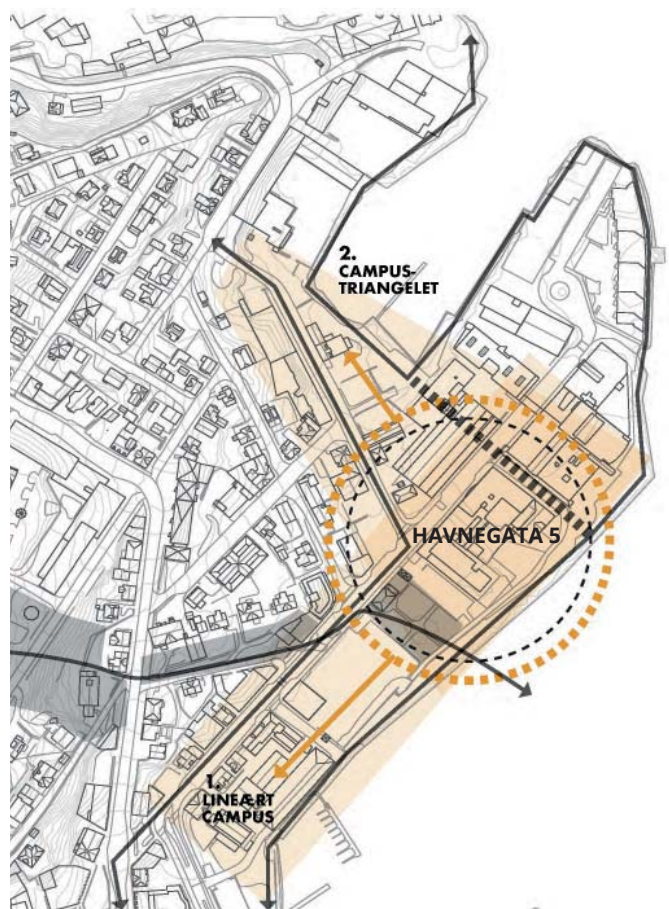 2.
CAMPUS-
TRIANGELET
HAVNEGATA 5
1.
LINEÆRT
CAMPUS